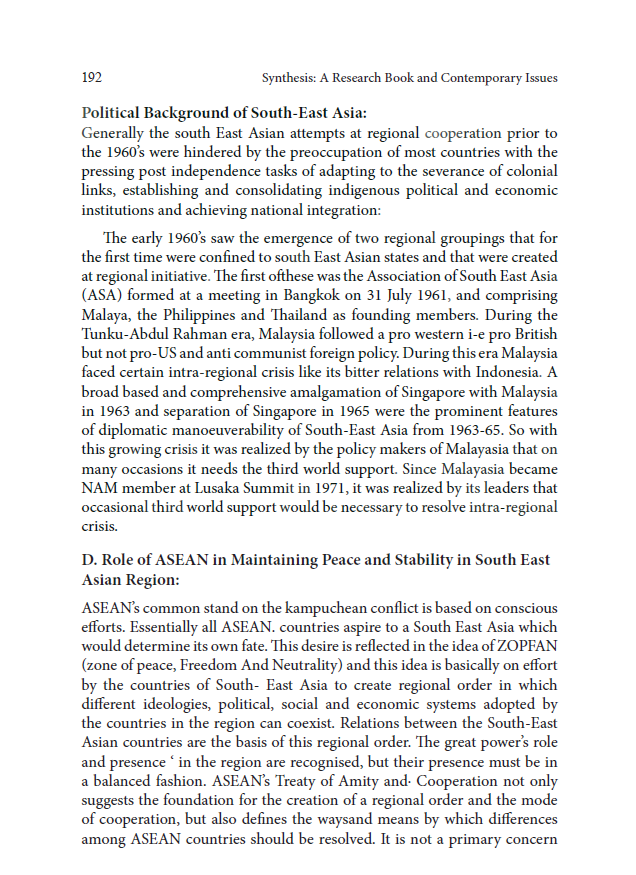 192 Synthesis: A Research Book and Contemporary Issues
Political Background of South-East Asia:
Generally the south East Asian attempts at regional cooperation prior to
the 1960’s were hindered by the preoccupation of most countries with the
pressing post independence tasks of adapting to the severance of colonial
links, establishing and consolidating indigenous political and economic
institutions and achieving national integration:
The early 1960’s saw the emergence of two regional groupings that for
the first time were confined to south East Asian states and that were created
at regional initiative. The first ofthese was the Association of South East Asia
(ASA) formed at a meeting in Bangkok on 31 July 1961, and comprising
Malaya, the Philippines and Thailand as founding members. During the
Tunku-Abdul Rahman era, Malaysia followed a pro western i-e pro British
but not pro-US and anti communist foreign policy. During this era Malaysia
faced certain intra-regional crisis like its bitter relations with Indonesia. A
broad based and comprehensive amalgamation of Singapore with Malaysia
in 1963 and separation of Singapore in 1965 were the prominent features
of diplomatic manoeuverability of South-East Asia from 1963-65. So with
this growing crisis it was realized by the policy makers of Malayasia that on
many occasions it needs the third world support. Since Malayasia became
NAM member at Lusaka Summit in 1971, it was realized by its leaders that
occasional third world support would be necessary to resolve intra-regional
crisis.
D. Role of ASEAN in Maintaining Peace and Stability in South East
Asian Region:
ASEAN’s common stand on the kampuchean conflict is based on conscious
efforts. Essentially all ASEAN. countries aspire to a South East Asia which
would determine its own fate. This desire is reflected in the idea of ZOPFAN
(zone of peace, Freedom And Neutrality) and this idea is basically on effort
by the countries of South- East Asia to create regional order in which
different ideologies, political, social and economic systems adopted by
the countries in the region can coexist. Relations between the South-East
Asian countries are the basis of this regional order. The great power’s role
and presence ‘ in the region are recognised, but their presence must be in
a balanced fashion. ASEAN’s Treaty of Amity and· Cooperation not only
suggests the foundation for the creation of a regional order and the mode
of cooperation, but also defines the waysand means by which differences
among ASEAN countries should be resolved. It is not a primary concern